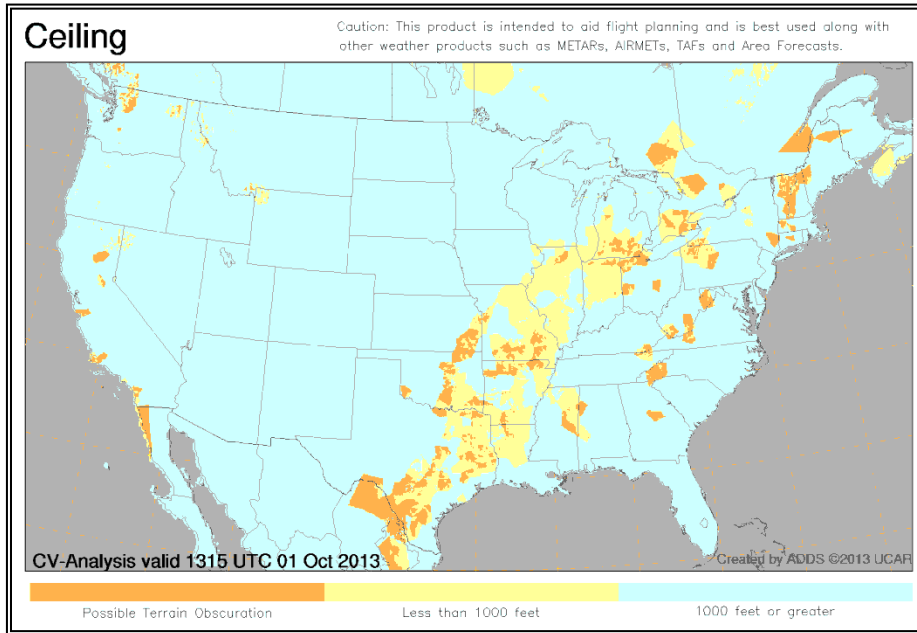 Ceiling
Caution: This product is intended to aid flight planning and is best used along with
other weather products such as METARs, AIRMETs, TAFs and Area Forecasts.
CV-Analysis valid 1315 UTC 01 Oct 2013
Created by ADDS ©2013 UCAR
Possible Terrain Obscuration
Less than 1000 feet
1000 feet or greater